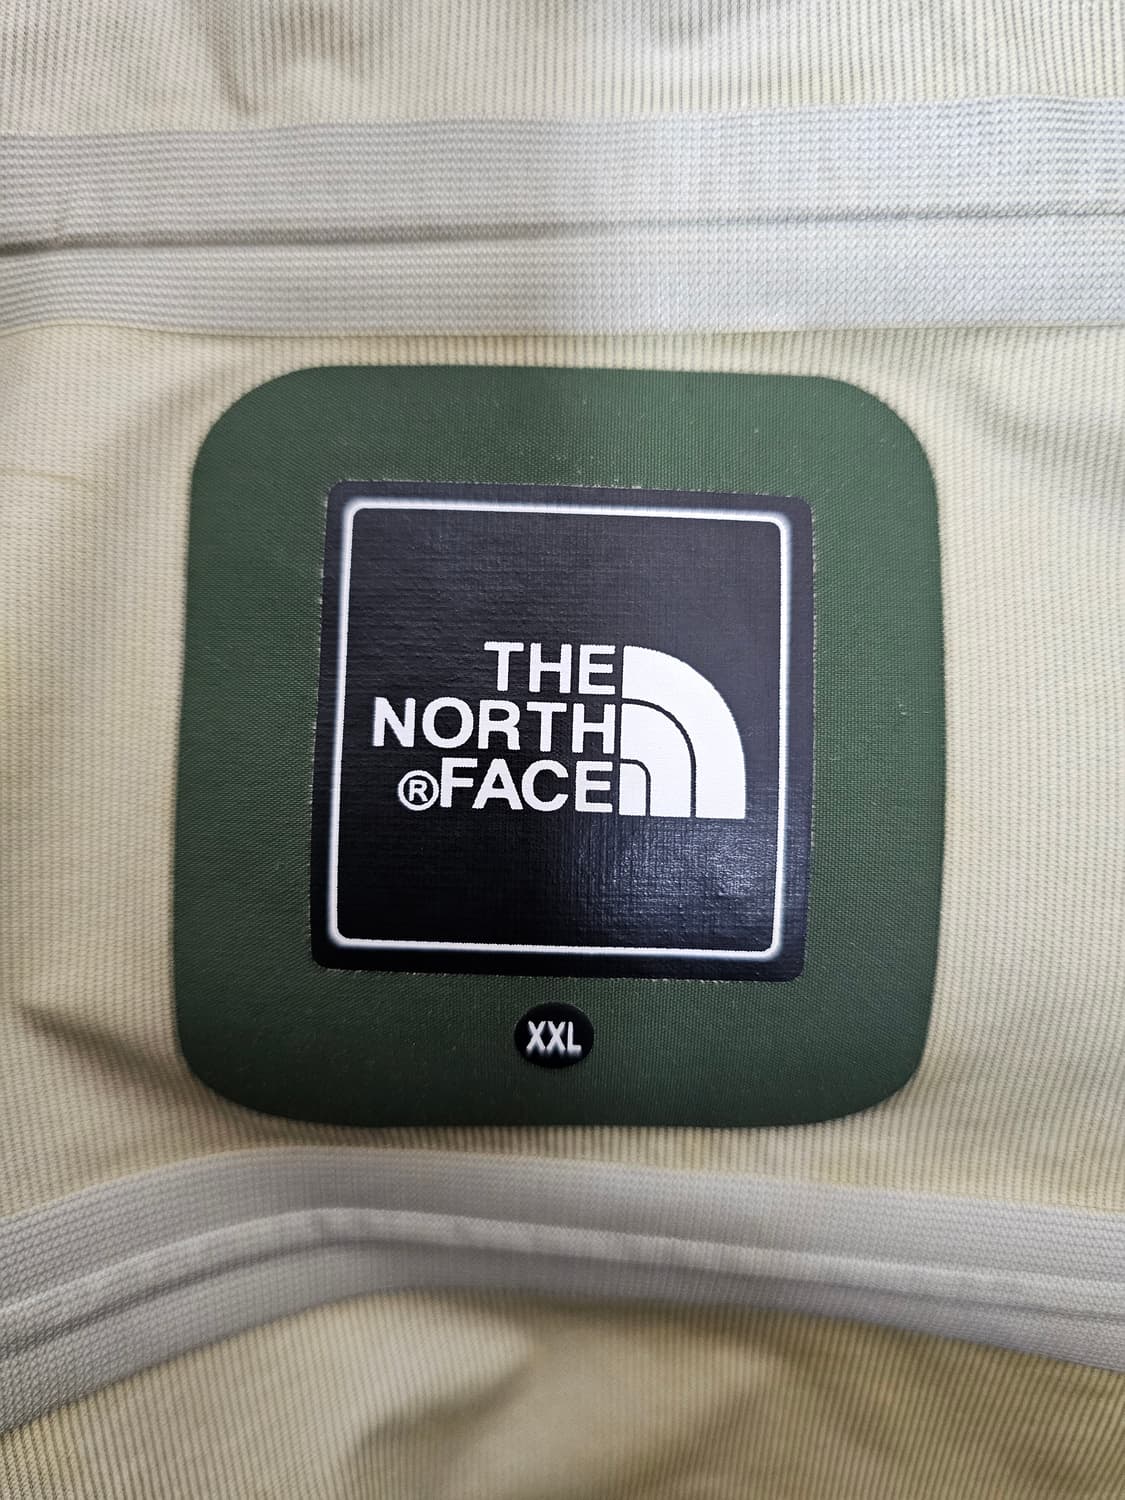 THE
NORTH
®FACE
XXL